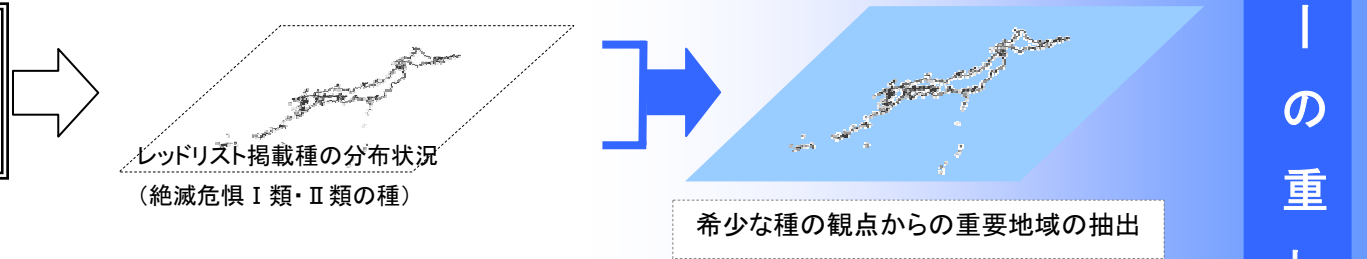 レッドリスト掲載種の分布状況
（絶滅危惧Ⅰ類・Ⅱ類の種）
希少な種の観点からの重要地域の抽出
ーの重